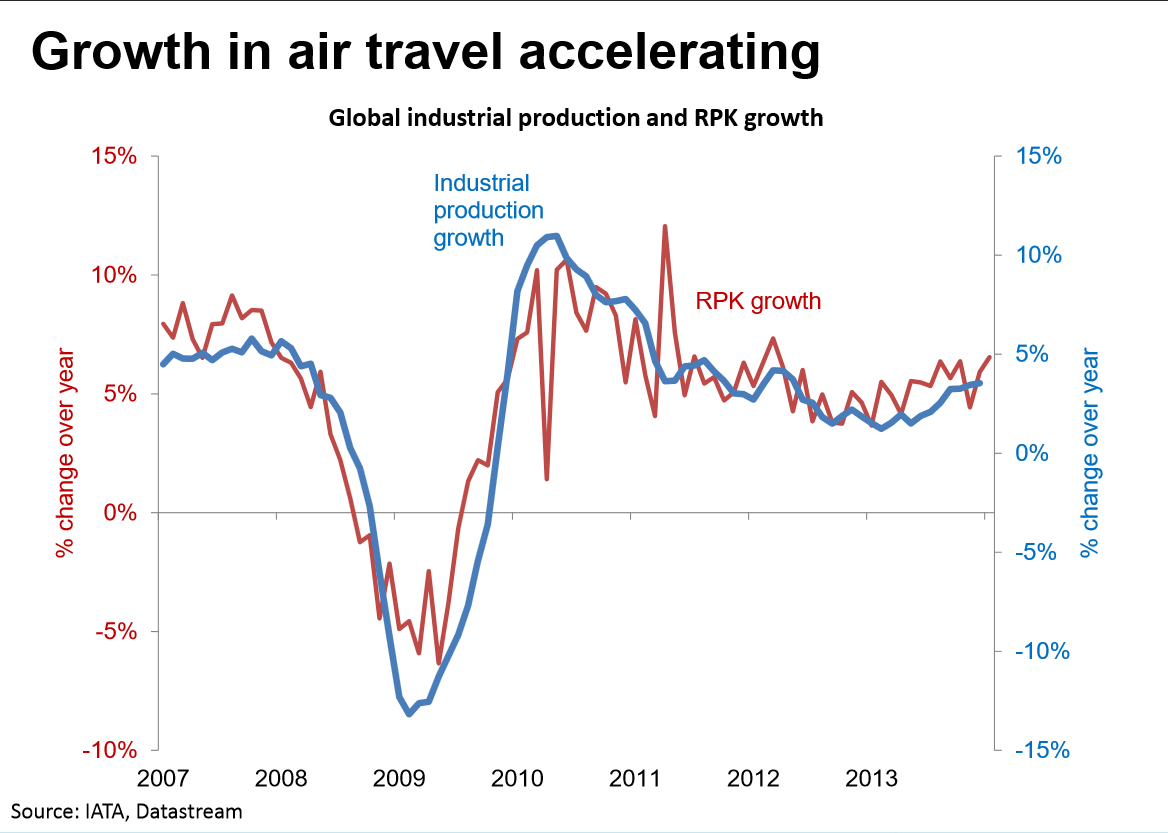 Growth in air travel accelerating
Global industrial production and RPK growth
15%
10%
5%
0%
-5%
-10%
% change over year
Industrial
production
growth
RPK growth
15%
10%
5%
0%
-5%
-10%
-15%
% change over year
2007 2008 2009 2010 2011 2012 2013
Source: IATA, Datastream